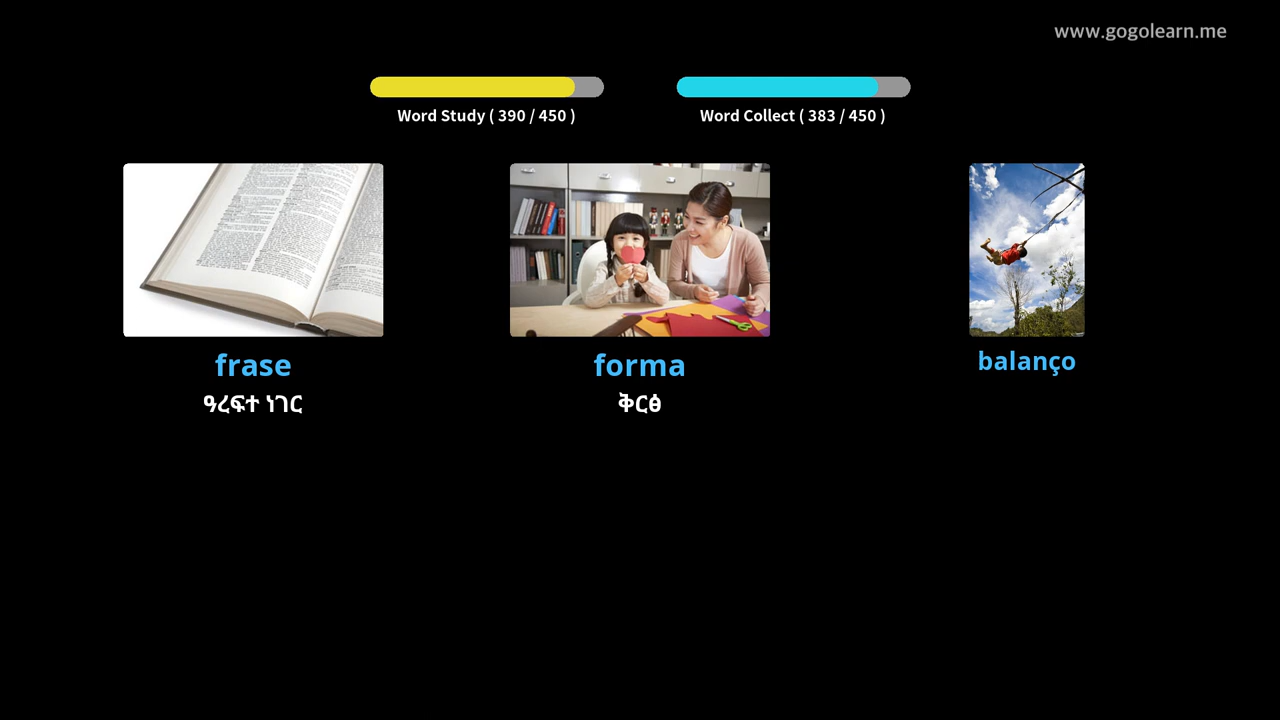 www.gogolearn.me
Word Study ( 390 / 450 )
Word Collect ( 383 / 450 )
frase
forma
balanço
ዓረፍተ ነገር
ቅርፅ